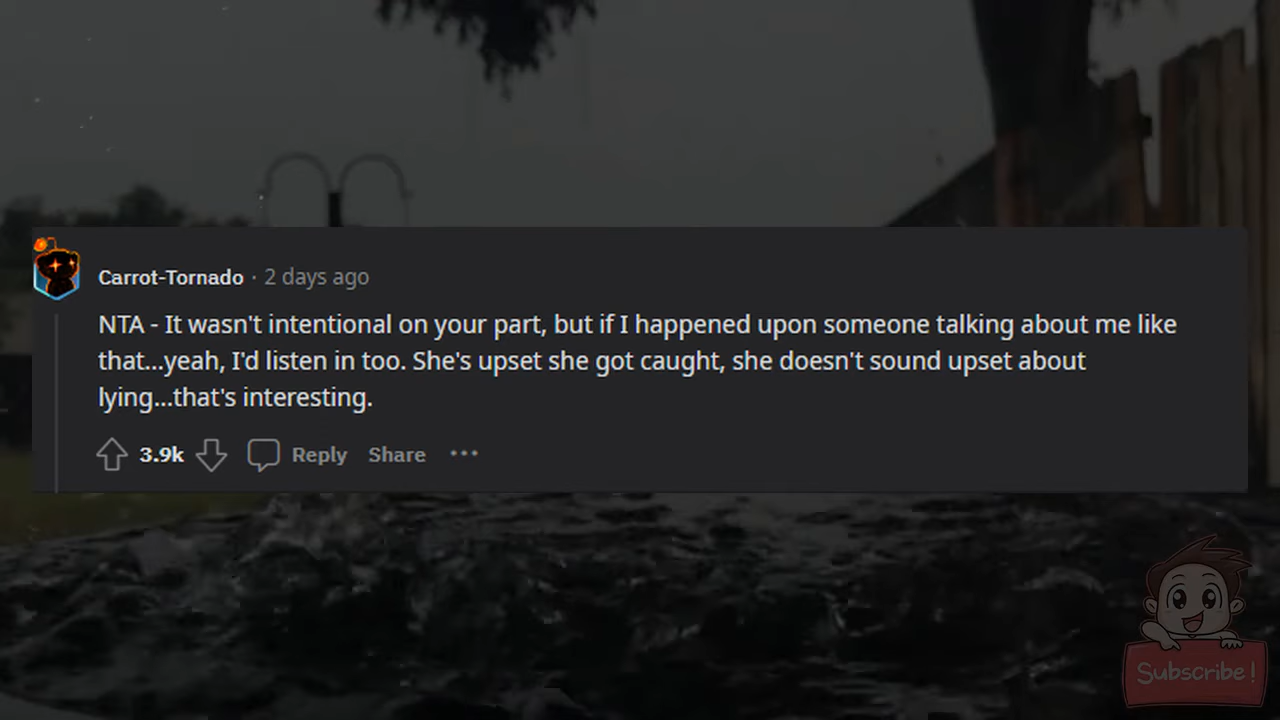 Carrot-Tornado · 2 days ago
NTA - It wasn't intentional on your part, but if I happened upon someone talking about me like
that...yeah, I'd listen in too. She's upset she got caught, she doesn't sound upset about
lying...that's interesting.
3.9k Reply Share ···
Subscribe!